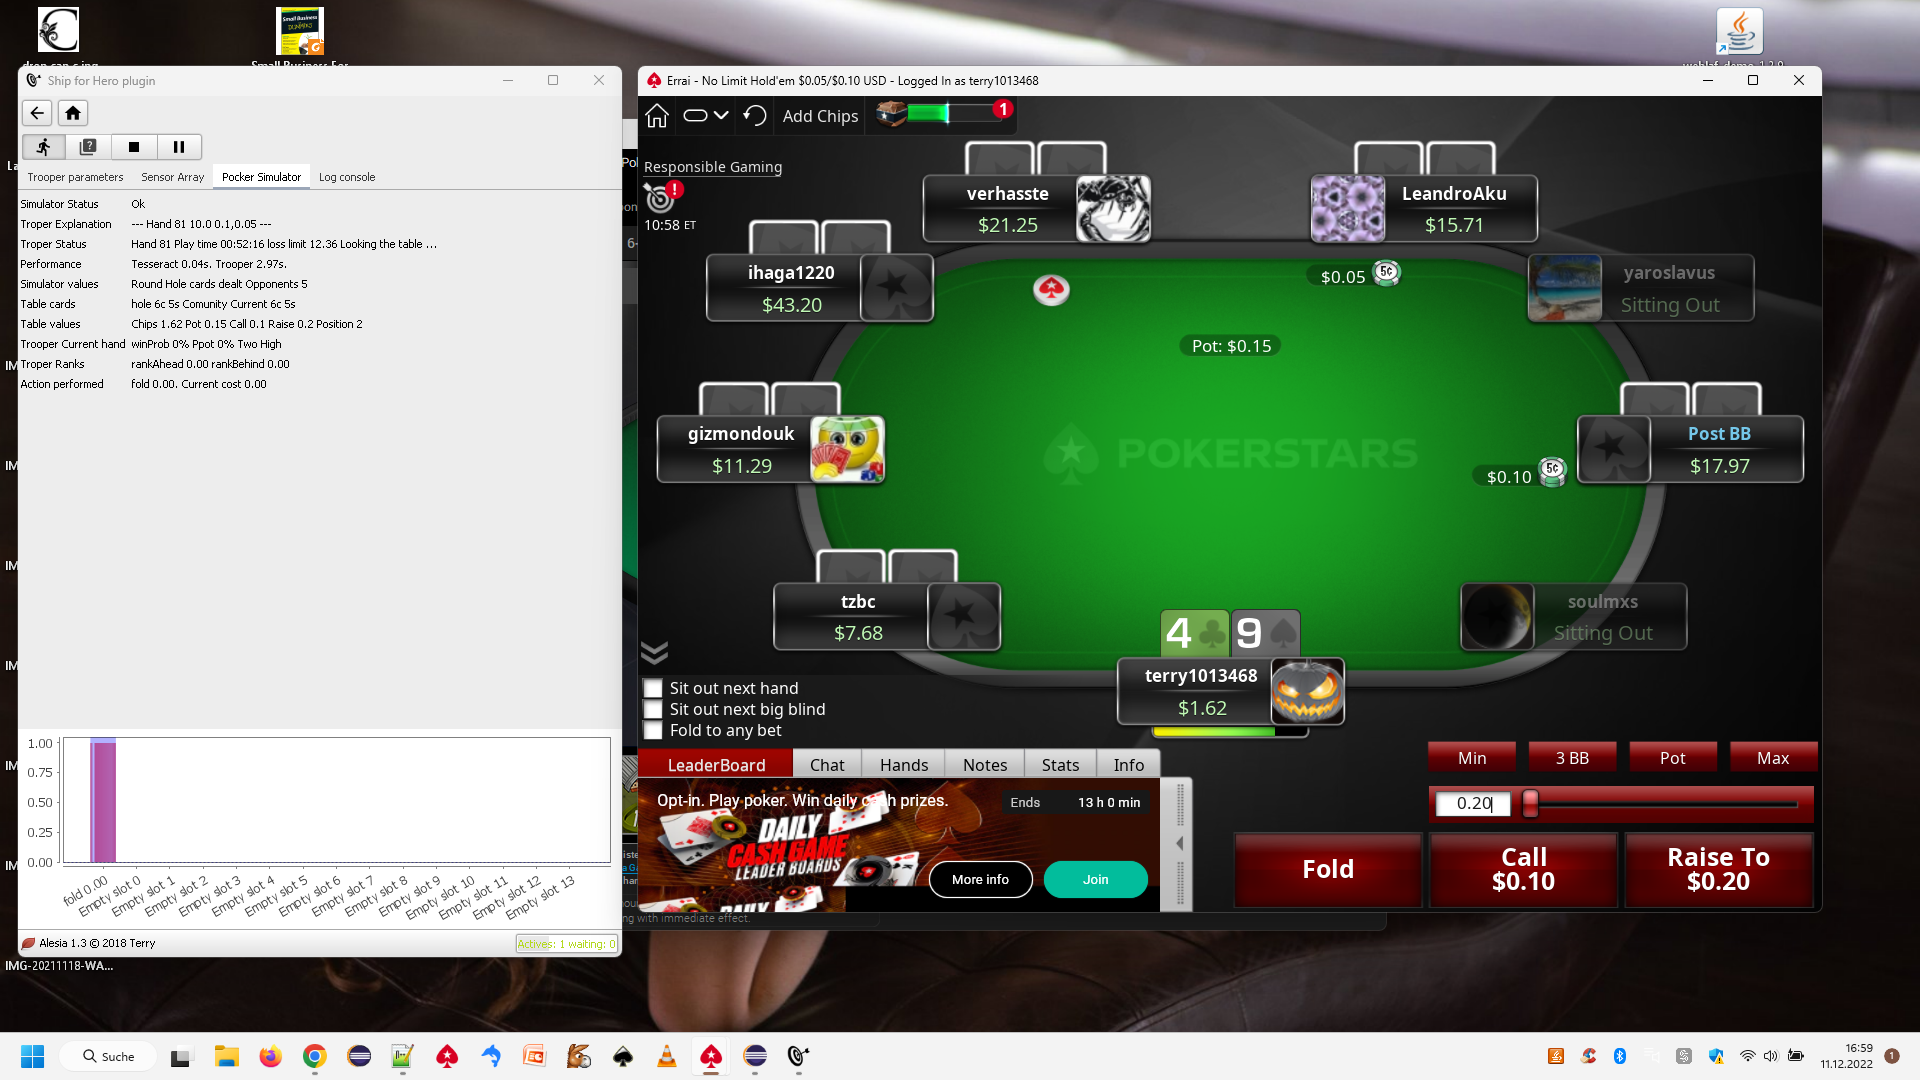 Ship for Hero plugin
Trooper parameters
Sensor Array
Pocker Simulator
Log console
Simulator Status Ok
Troper Explanation --- Hand 81 10.0 0.1,0.05 ---
Troper Status Hand 81 Play time 00:52:16 loss limit 12.36 Looking the table ...
Performance Tesseract 0.04s. Trooper 2.97s.
Simulator values Round Hole cards dealt Opponents 5
Table cards hole 6c 5s Comunity Current 6c 5s
Table values Chips 1.62 Pot 0.15 Call 0.1 Raise 0.2 Position 2
Trooper Current hand winProb 0% Ppot 0% Two High
Troper Ranks rankAhead 0.00 rankBehind 0.00
Action performed fold 0.00. Current cost 0.00
1.00
0.75
0.50
0.25
0.00
fold 0.00
Empty slot 0
Empty slot 1
Empty slot 2
Empty slot 3
Empty slot 4
Empty slot 5
Empty slot 6
Empty slot 7
Empty slot 8
Empty slot 9
Empty slot 10
Empty slot 11
Empty slot 12
Empty slot 13
Alesia 1.3 © 2018 Terry
Actives: 1 waiting: 0
IMG-20211118-WA...
Errai - No Limit Hold'em $0.05/$0.10 USD - Logged In as terry1013468
Add Chips
1
Responsible Gaming
10:58 ET
verhasste
$21.25
LeandroAku
$15.71
ihaga1220
$43.20
$0.05
5¢
yaroslavus
Sitting Out
Pot: $0.15
gizmondouk
$11.29
POKERSTARS
Post BB
$17.97
$0.10
5¢
tzbc
$7.68
4
9
soulmxs
Sitting Out
terry1013468
$1.62
Sit out next hand
Sit out next big blind
Fold to any bet
LeaderBoard
Chat
Hands
Notes
Stats
Info
Opt-in. Play poker. Win daily cash prizes.
Ends 13 h 0 min
DAILY
CASH GAME
LEADER BOARDS
DAILY
More info
Join
Min
3 BB
Pot
Max
0.20
Fold
Call
$0.10
Raise To
$0.20
ng with immediate effect.
Small Business
DUMMIES
Suche
16:59
11.12.2022
1